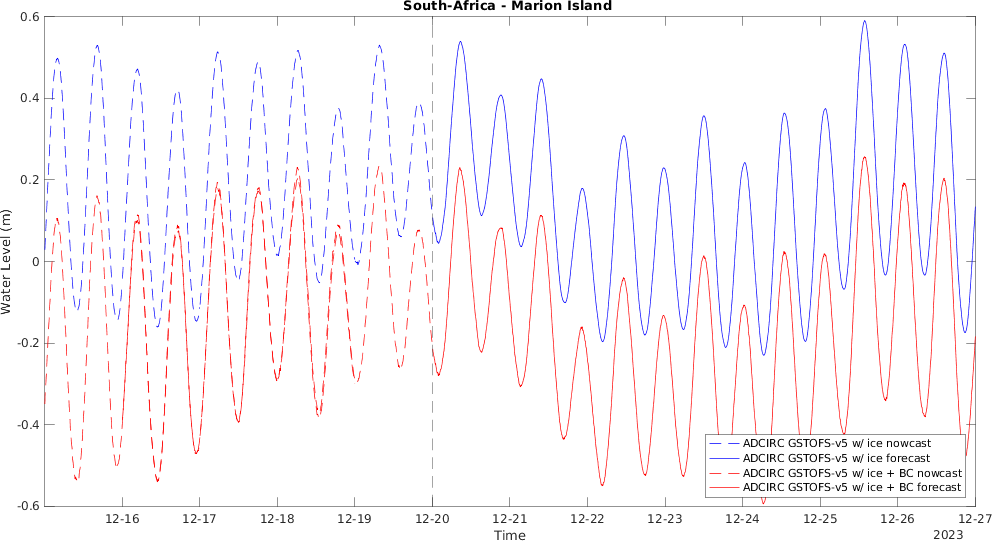 South-Africa - Marion Island
0.6
0.4
0.2
0
-0.2
-0.4
-0.6
Water Level (m)
ADCIRC GSTOFS-v5 w/ ice nowcast
ADCIRC GSTOFS-v5 w/ ice forecast
ADCIRC GSTOFS-v5 w/ ice + BC nowcast
ADCIRC GSTOFS-v5 w/ ice + BC forecast
12-16 12-17 12-18 12-19 12-20 12-21 12-22 12-23 12-24 12-25 12-26 12-27
Time
2023